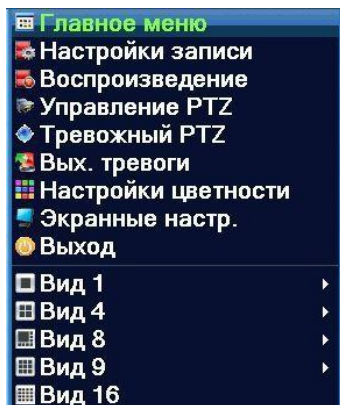 Главное меню
Настройки записи
Воспроизведение
Управление PTZ
Тревожный PTZ
Вых. тревоги
Настройки цветности
Экранные настр.
Выход
Вид 1
Вид 4
Вид 8
Вид 9
Вид 16